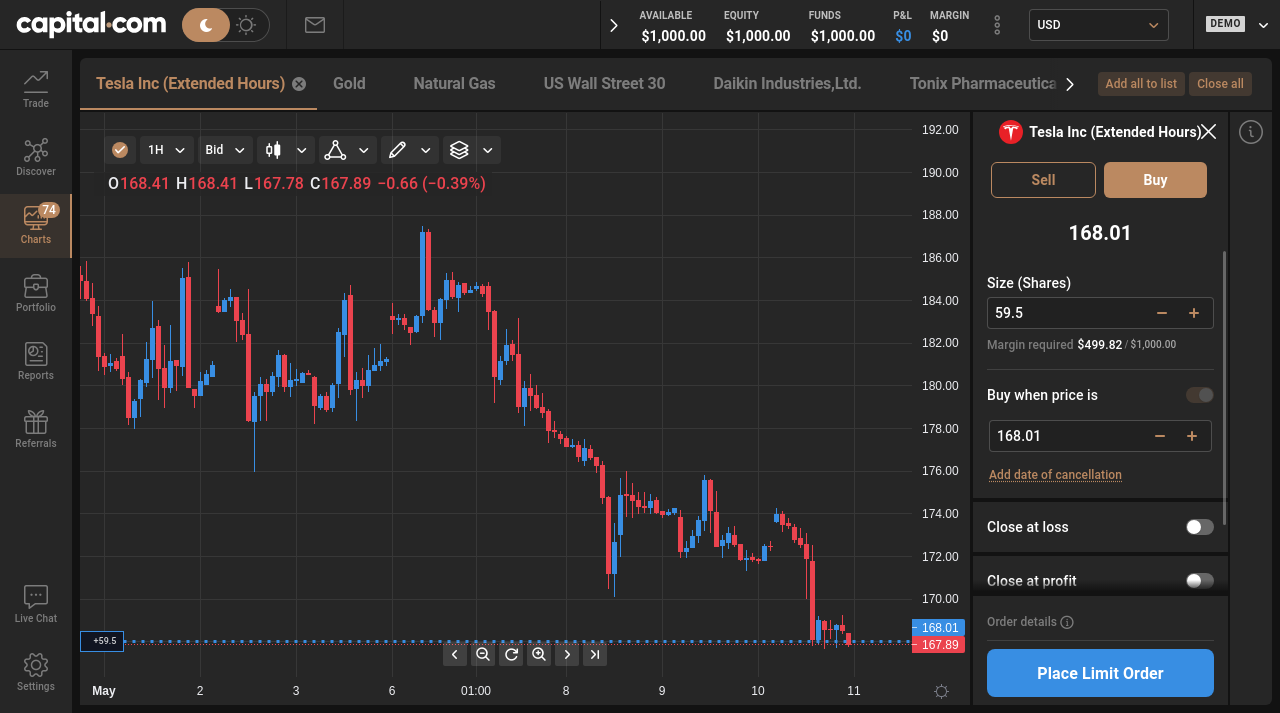 capital.com
AVAILABLE EQUITY FUNDS P&L MARGIN
$1,000.00 $1,000.00 $1,000.00 $0 $0
USD
DEMO
Trade
Discover
74
Charts
Portfolio
Reports
Referrals
Live Chat
Settings
Tesla Inc (Extended Hours) Gold Natural Gas US Wall Street 30 Daikin Industries,Ltd. Tonix Pharmaceutica
Add all to list Close all
1H Bid
O168.41 H168.41 L167.78 C167.89 −0.66 (−0.39%)
192.00
190.00
188.00
186.00
184.00
182.00
180.00
178.00
176.00
174.00
172.00
170.00
168.01
167.89
+59.5
May 2 3 6 01:00 8 9 10 11
Tesla Inc (Extended Hours)
Sell Buy
168.01
Size (Shares)
59.5
Margin required $499.82 / $1,000.00
Buy when price is
168.01
Add date of cancellation
Close at loss
Close at profit
Order details
Place Limit Order